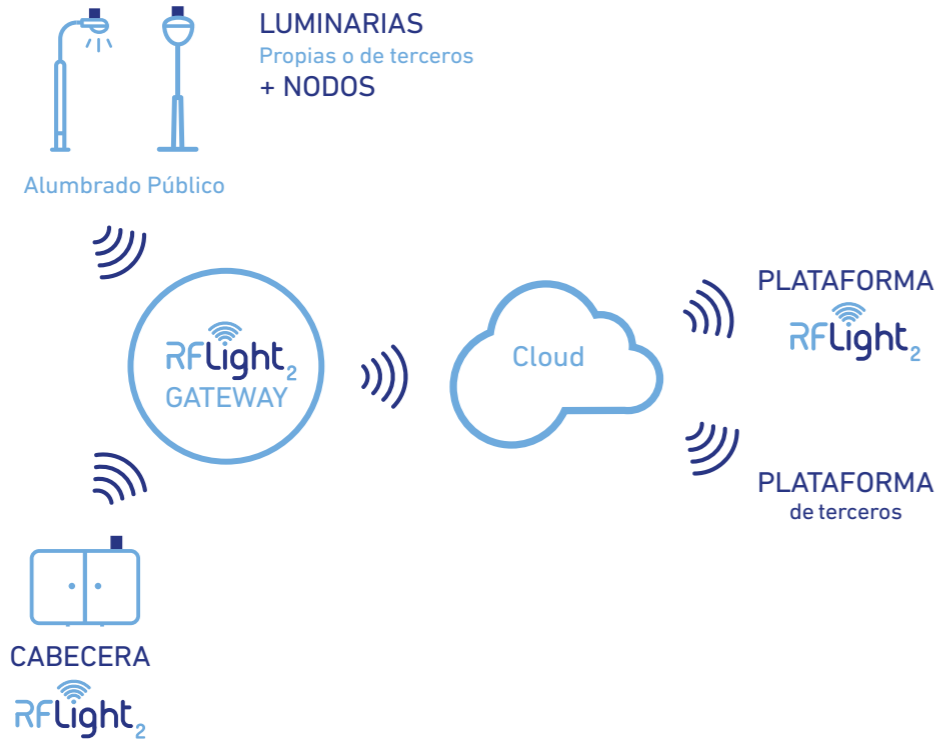 LUMINARIAS
Propias o de terceros
+ NODOS
Alumbrado Público
RFLight2
GATEWAY
Cloud
PLATAFORMA
RFLight2
PLATAFORMA
de terceros
CABECERA
RFLight2